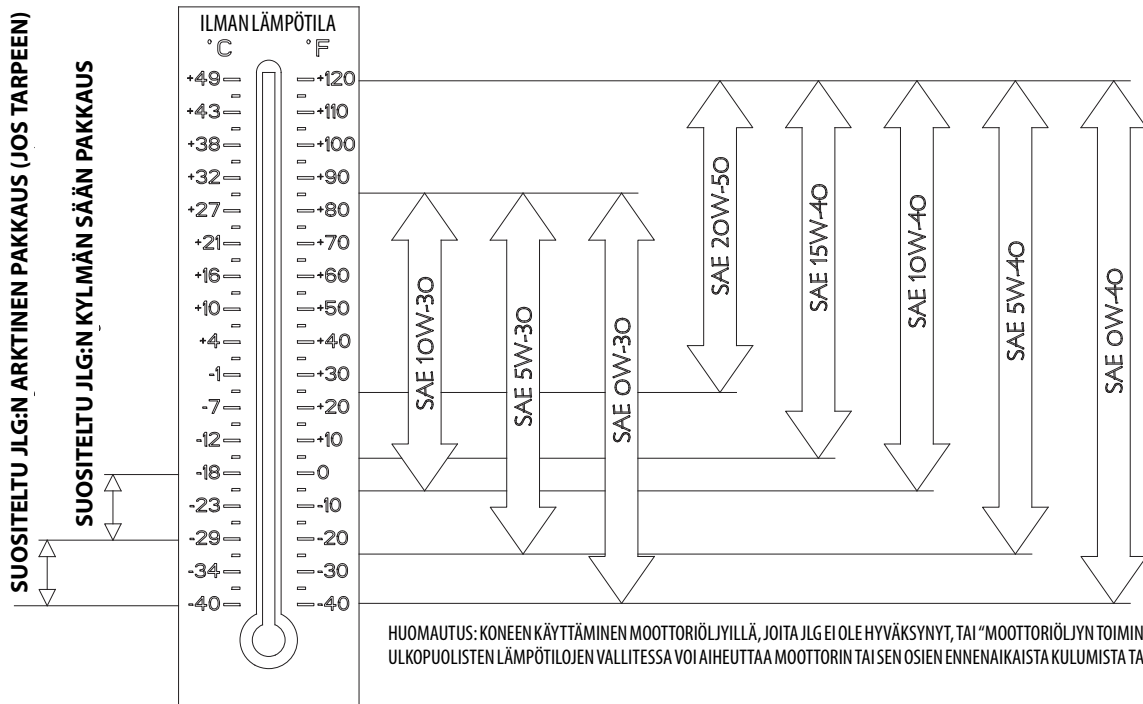 SUOSITELTU JLG:N ARKTINEN PAKKAUS (JOS TARPEEN)
SUOSITELTU JLG:N KYLMÄN SÄÄN PAKKAUS
ILMAN LÄMPÖTILA
°C °F
+49 +120
+43 +110
+38 +100
+32 +90
+27 +80
+21 +70
+16 +60
+10 +50
+4 +40
-1 +30
-7 +20
-12 +10
-18 0
-23 -10
-29 -20
-34 -30
-40 -40
SAE 10W-30
SAE 5W-30
SAE 0W-30
SAE 20W-50
SAE 15W-40
SAE 10W-40
SAE 5W-40
SAE 0W-40
HUOMAUTUS: KONEEN KÄYTTÄMINEN MOOTTORIÖLJYILLÄ, JOITA JLG EI OLE HYVÄKSYNYT, TAI “MOOTTORIÖLJYN TOIMIN
ULKOPUOLISTEN LÄMPÖTILOJEN VALLITESSA VOI AIHEUTTAA MOOTTORIN TAI SEN OSIEN ENNENAIKAISTA KULUMISTA TA